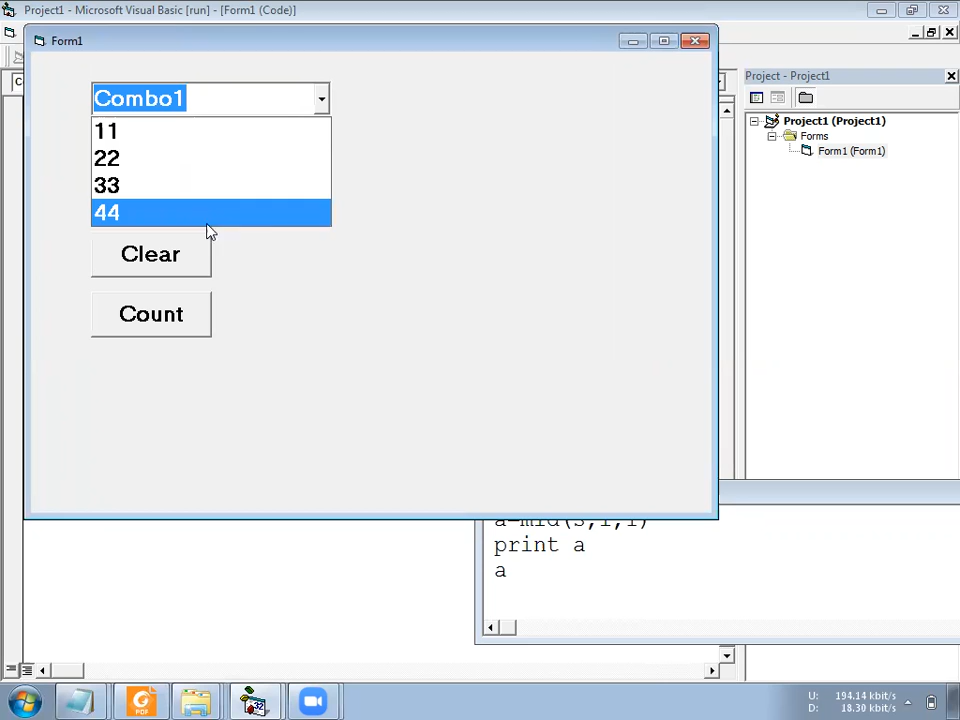 Project1 - Microsoft Visual Basic [run] - [Form1 (Code)]
Form1
Combo1
11
22
33
44
Clear
Count
Project - Project1
Project1 (Project1)
Forms
Form1 (Form1)
print a
a
U: 194.14 kbit/s
D: 18.30 kbit/s